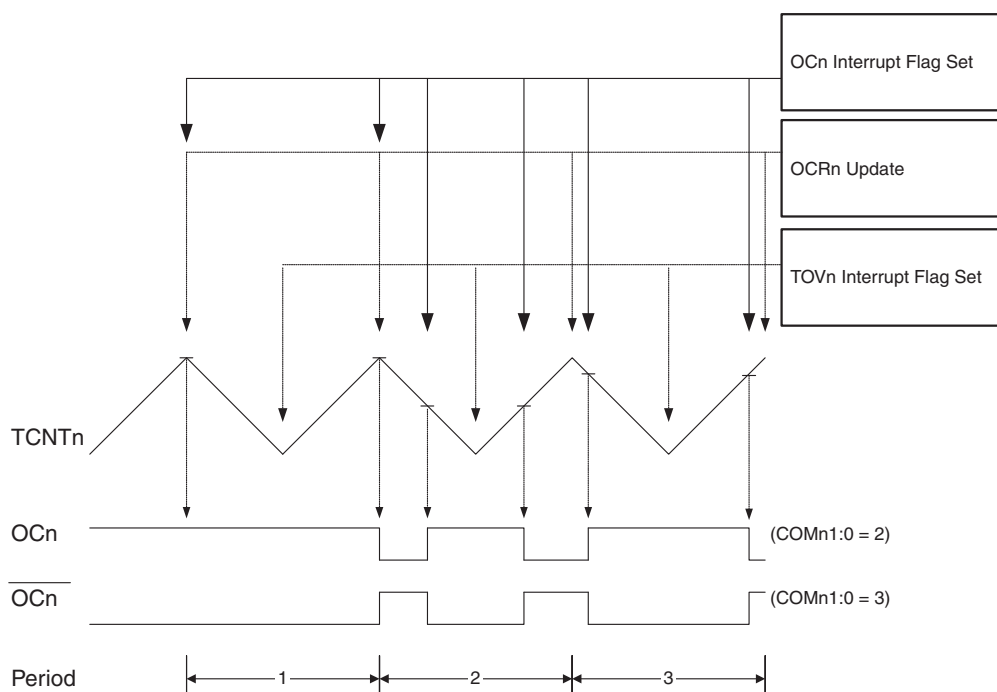 OCn Interrupt Flag Set
OCRn Update
TOVn Interrupt Flag Set
TCNTn
OCn
(COMn1:0 = 2)
OCn
(COMn1:0 = 3)
Period
1
2
3